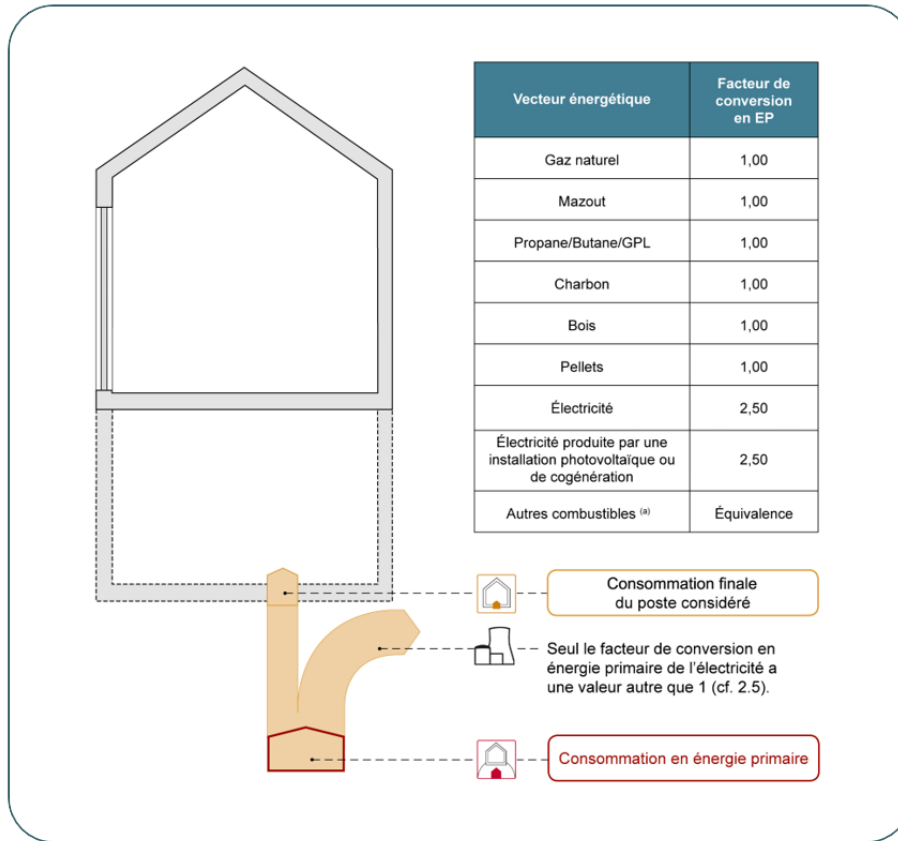 Vecteur énergétique
Facteur de
conversion
en EP
Gaz naturel
1,00
Mazout
1,00
Propane/Butane/GPL
1,00
Charbon
1,00
Bois
1,00
Pellets
1,00
Électricité
2,50
Électricité produite par une
installation photovoltaïque ou
de cogénération
2,50
Autres combustibles (a)
Équivalence
Consommation finale
du poste considéré
Seul le facteur de conversion en
énergie primaire de l'électricité a
une valeur autre que 1 (cf. 2.5).
Consommation en énergie primaire